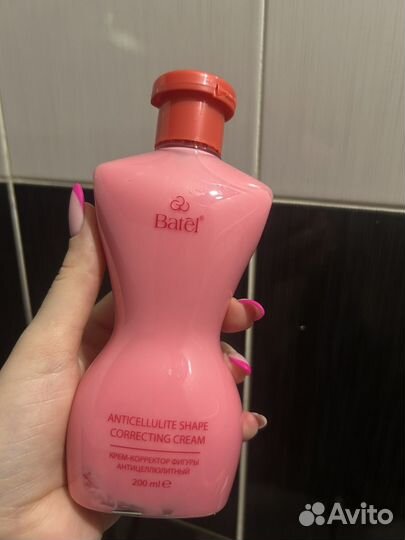 Batel®
ANTICELLULITE SHAPE
CORRECTING CREAM
КРЕМ-КОРРЕКТОР ФИГУРЫ
АНТИЦЕЛЛЮЛИТНЫЙ
200 ml ℮
Avito